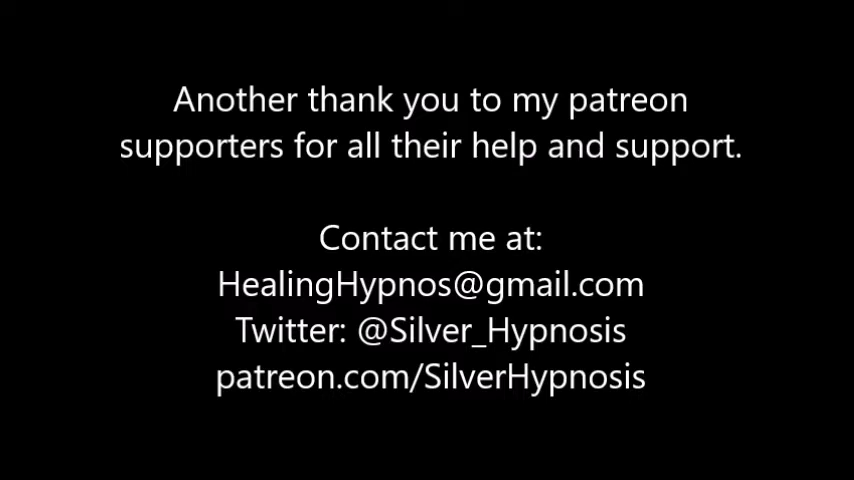 Another thank you to my patreon
supporters for all their help and support.
Contact me at:
HealingHypnos@gmail.com
Twitter: @Silver_Hypnosis
patreon.com/SilverHypnosis